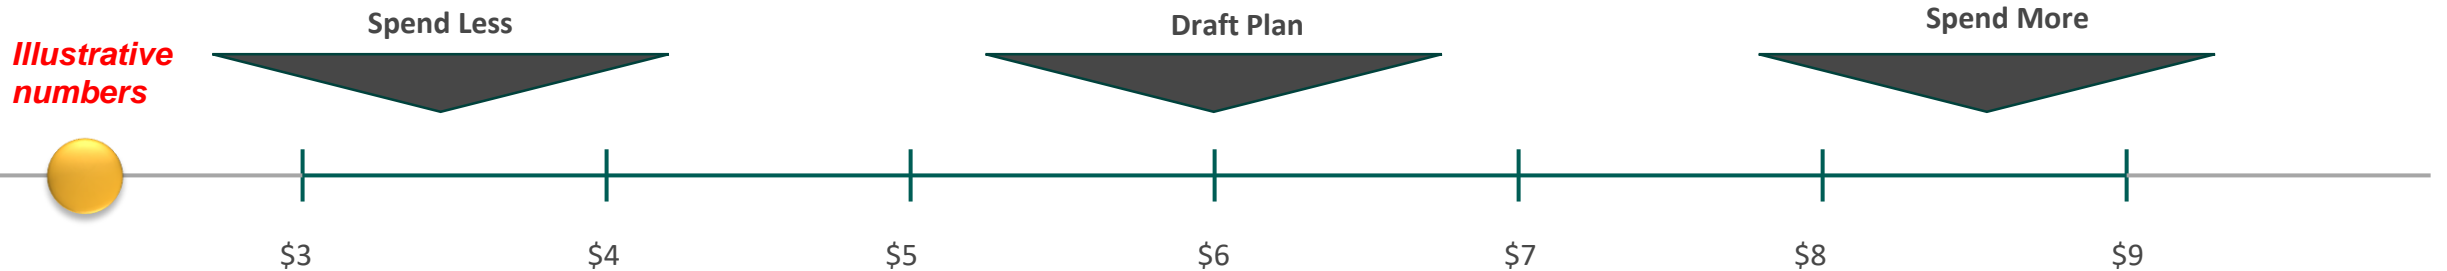 Spend Less
Draft Plan
Spend More
Illustrative
numbers
$3
$4
$5
$6
$7
$8
$9